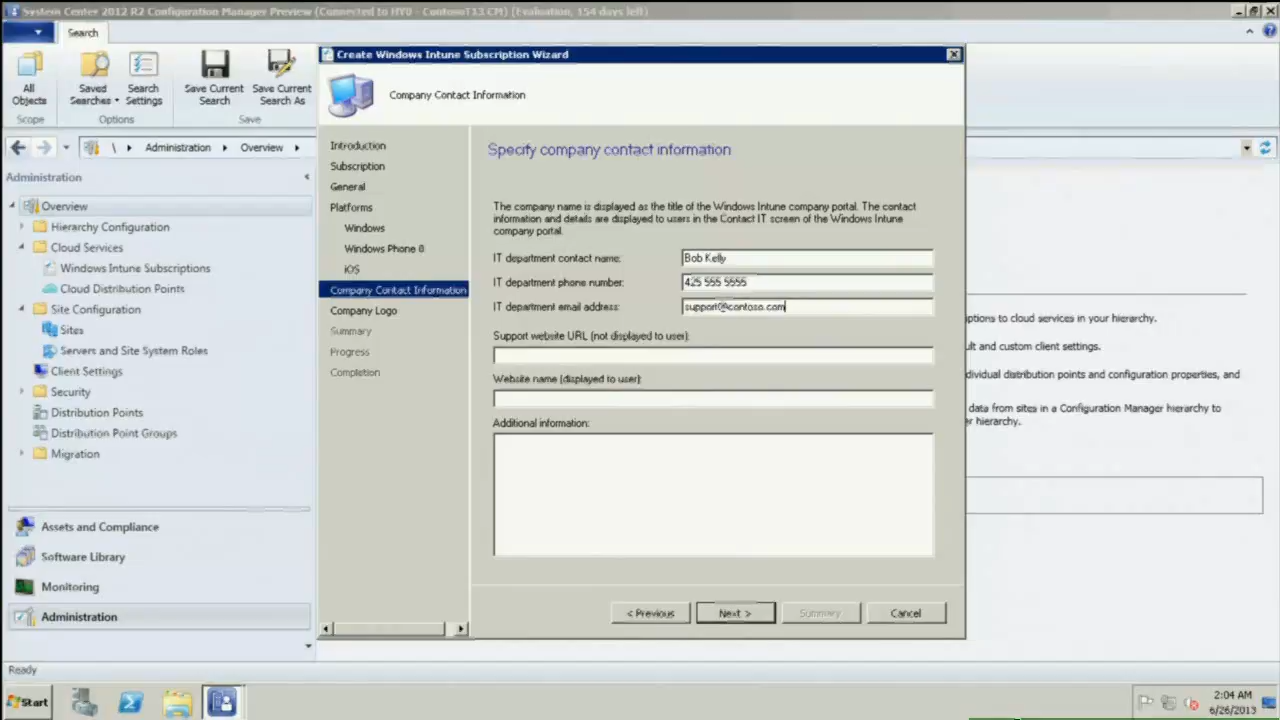 System Center 2012 R2 Configuration Manager Preview (Connected to HV0 - ContosoT13.CM) (Evaluation, 154 days left)
Search
All Objects
Saved Searches
Search Settings
Save Current Search
Save Current Search As
Scope
Options
Save
\ Administration Overview
Administration
Overview
Hierarchy Configuration
Cloud Services
Windows Intune Subscriptions
Cloud Distribution Points
Site Configuration
Sites
Servers and Site System Roles
Client Settings
Security
Distribution Points
Distribution Point Groups
Migration
Assets and Compliance
Software Library
Monitoring
Administration
Create Windows Intune Subscription Wizard
Company Contact Information
Introduction
Subscription
General
Platforms
Windows
Windows Phone 8
iOS
Company Contact Information
Company Logo
Summary
Progress
Completion
Specify company contact information
The company name is displayed as the title of the Windows Intune company portal. The contact
information and details are displayed to users in the Contact IT screen of the Windows Intune
company portal.
IT department contact name: Bob Kelly
IT department phone number: 425 555 5555
IT department email address: support@contoso.com
Support website URL (not displayed to user):
Website name (displayed to user):
Additional information:
< Previous
Next >
Summary
Cancel
ptions to cloud services in your hierarchy.
ult and custom client settings.
dividual distribution points and configuration properties, and
data from sites in a Configuration Manager hierarchy to
er hierarchy.
Ready
Start
2:04 AM
6/26/2013